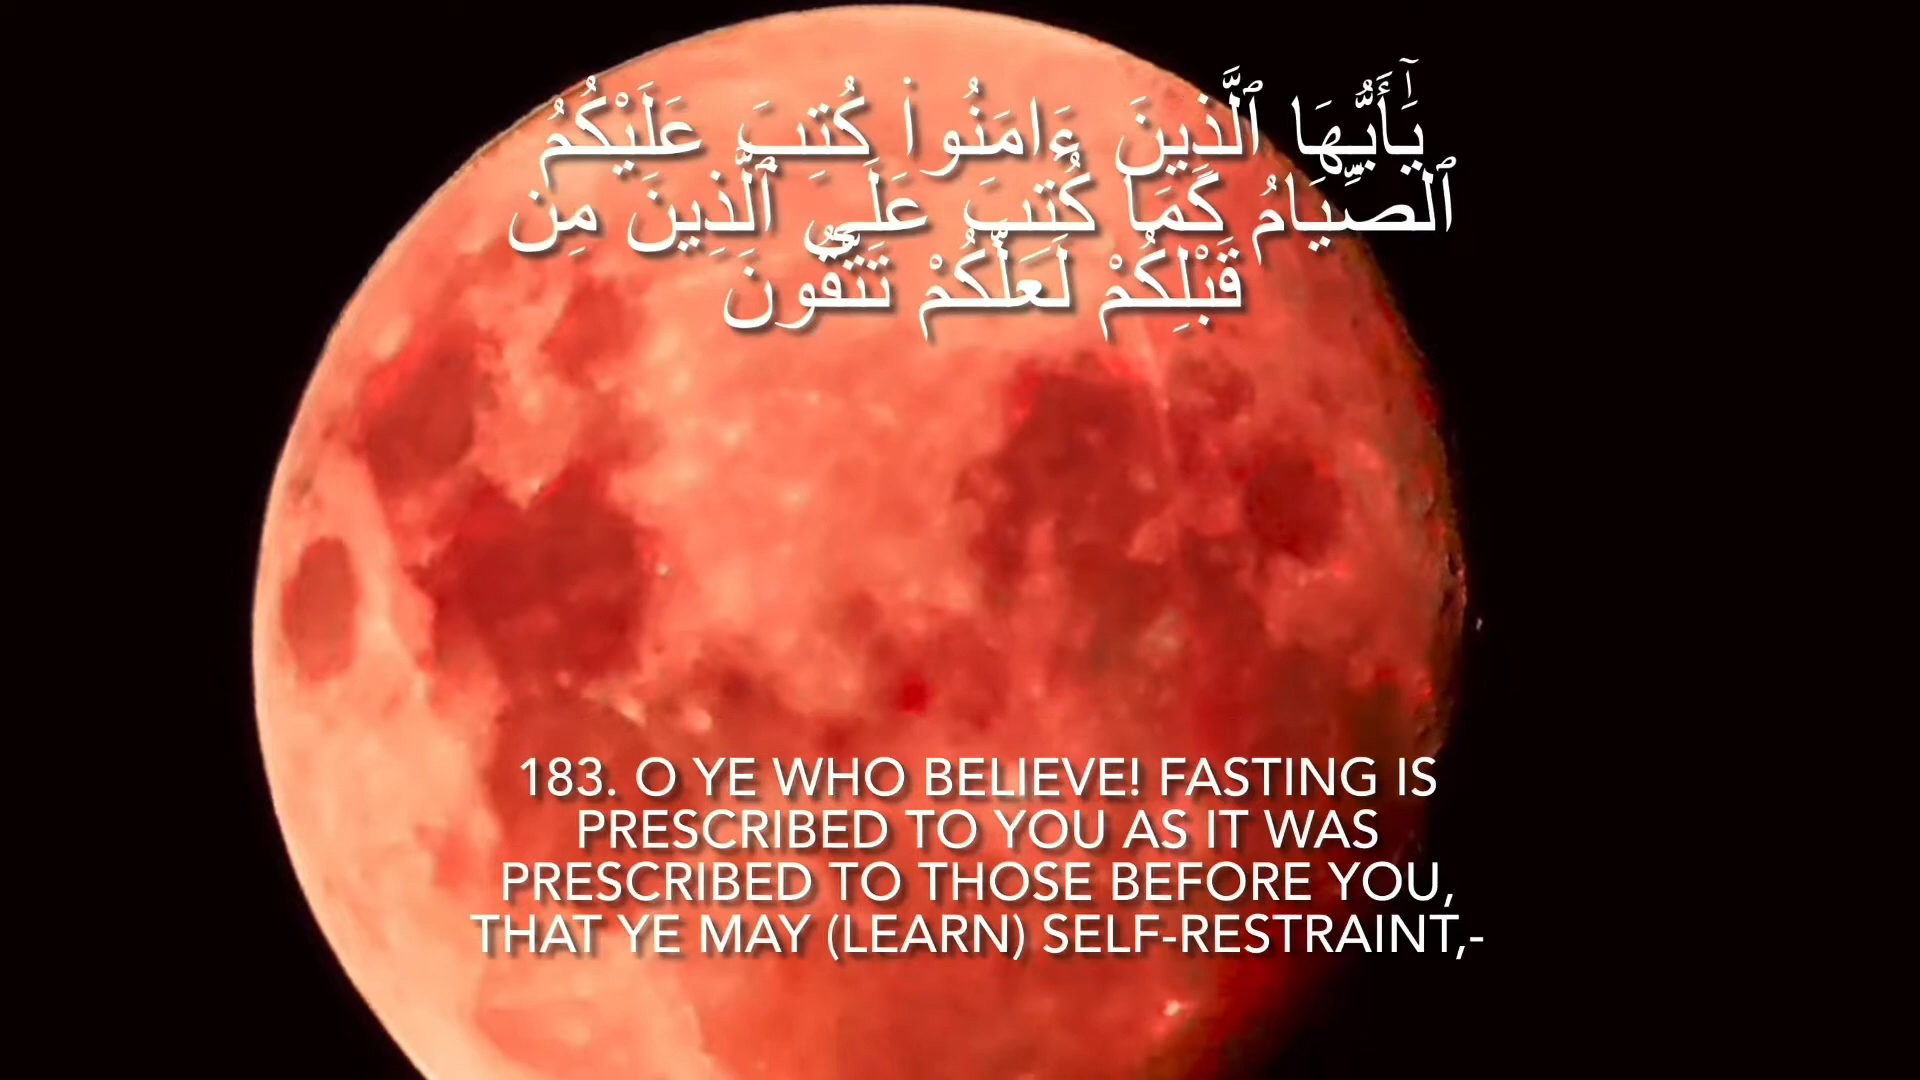 يَٰٓأَيُّهَا ٱلَّذِينَ ءَامَنُوا۟ كُتِبَ عَلَيْكُمُ
ٱلصِّيَامُ كَمَا كُتِبَ عَلَى ٱلَّذِينَ مِن
قَبْلِكُمْ لَعَلَّكُمْ تَتَّقُونَ
183. O YE WHO BELIEVE! FASTING IS
PRESCRIBED TO YOU AS IT WAS
PRESCRIBED TO THOSE BEFORE YOU,
THAT YE MAY (LEARN) SELF-RESTRAINT,-